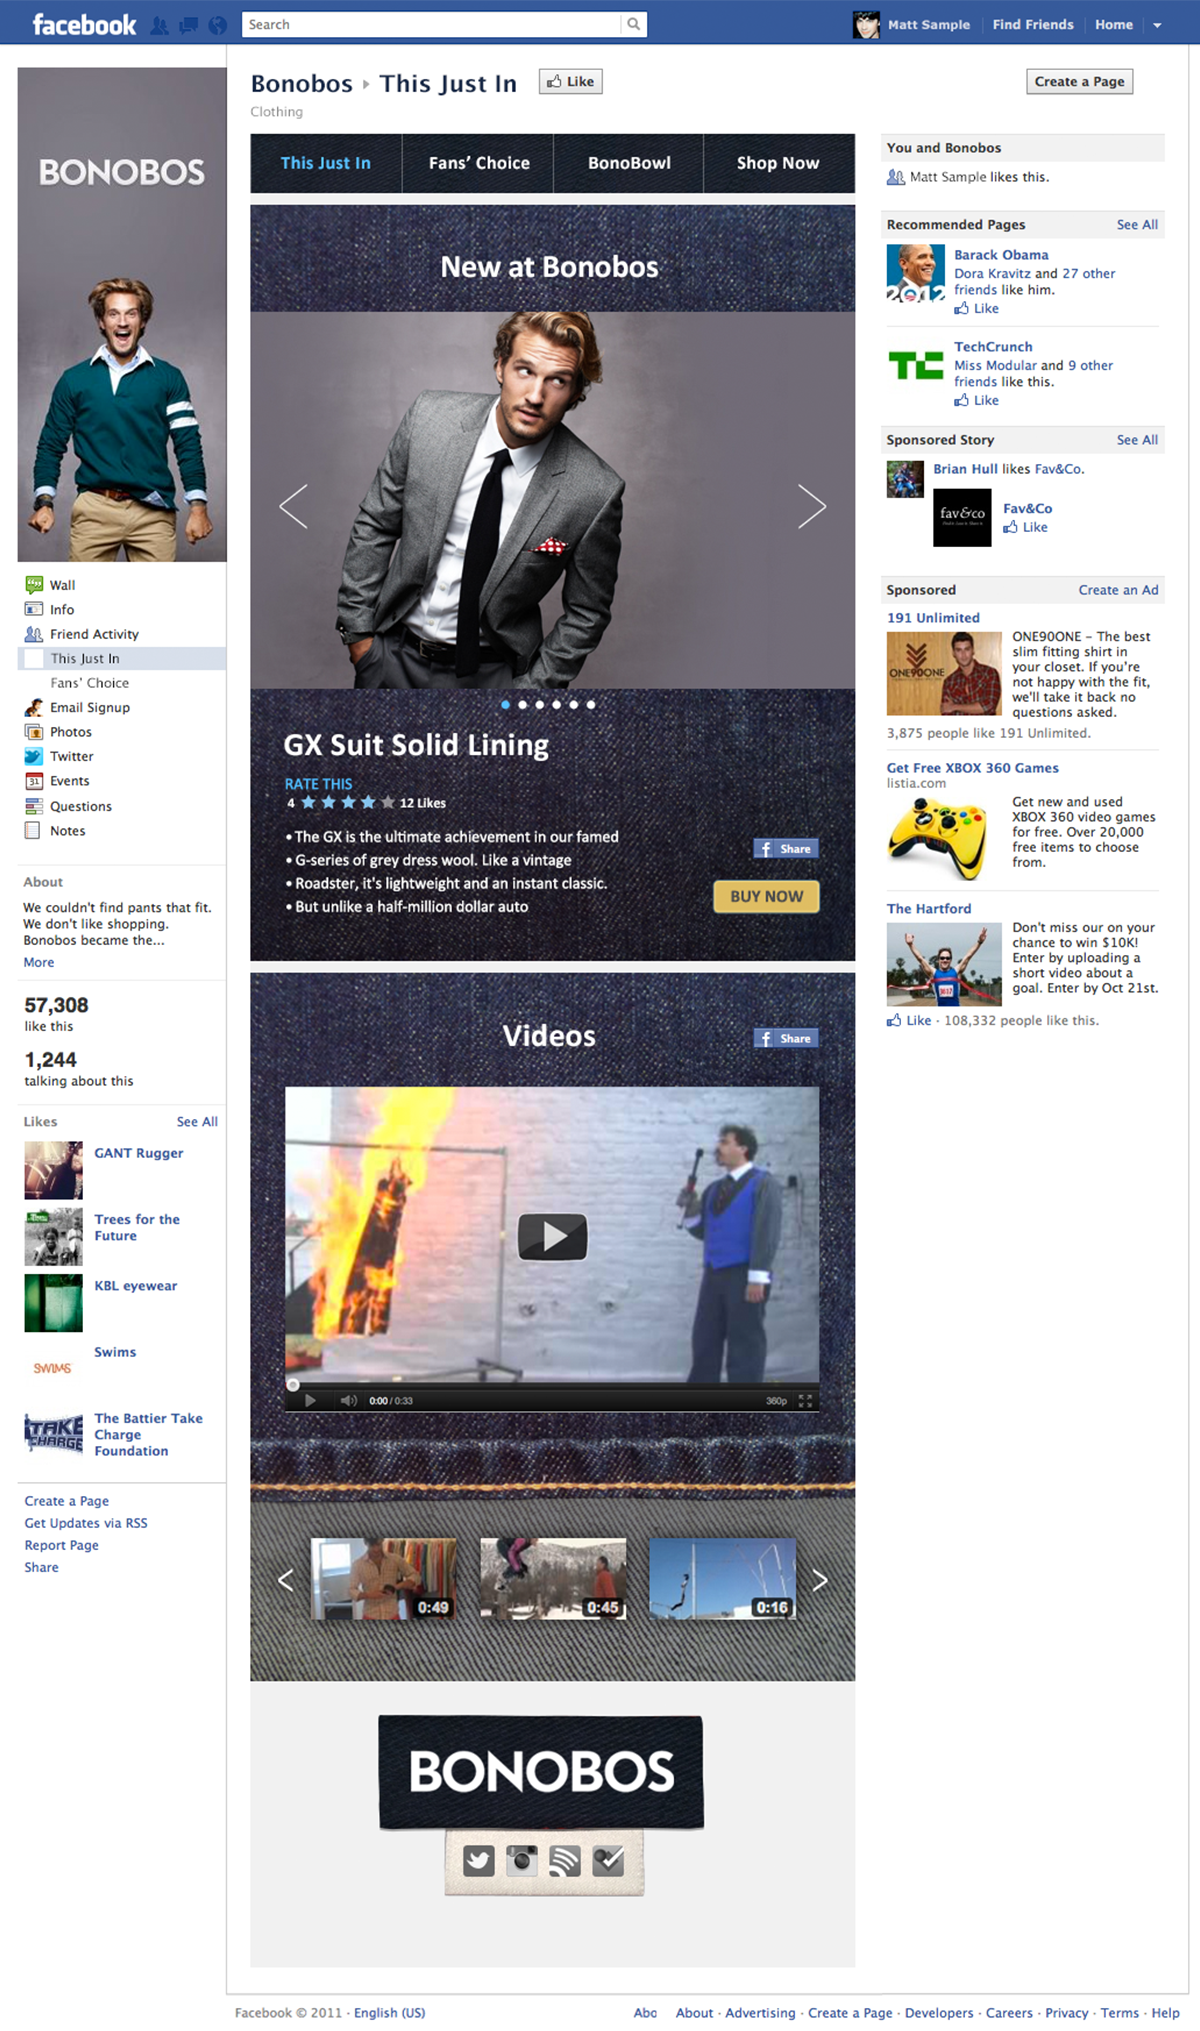 facebook
Search
Matt Sample
Find Friends
Home
BONOBOS
Wall
Info
Friend Activity
This Just In
Fans' Choice
Email Signup
Photos
Twitter
31
Events
Questions
Notes
About
We couldn't find pants that fit.
We don't like shopping.
Bonobos became the...
More
57,308
like this
1,244
talking about this
Likes
See All
GANT Rugger
Trees for the
Future
KBL eyewear
SWIMS
Swims
TAKE
CHARGE
The Battier Take
Charge
Foundation
Create a Page
Get Updates via RSS
Report Page
Share
Bonobos
This Just In
Like
Create a Page
Clothing
This Just In
Fans' Choice
BonoBowl
Shop Now
New at Bonobos
GX Suit Solid Lining
RATE THIS
4
12 Likes
• The GX is the ultimate achievement in our famed
• G-series of grey dress wool. Like a vintage
• Roadster, it's lightweight and an instant classic.
• But unlike a half-million dollar auto
f Share
BUY NOW
Videos
f Share
0:00 / 0:33
360p
0:49
0:45
0:16
BONOBOS
You and Bonobos
Matt Sample likes this.
Recommended Pages
See All
2012
Barack Obama
Dora Kravitz and 27 other
friends like him.
Like
TC
TechCrunch
Miss Modular and 9 other
friends like this.
Like
Sponsored Story
See All
Brian Hull likes Fav&Co.
fav&co
Fav&Co
Like
Sponsored
Create an Ad
191 Unlimited
ONE90ONE
ONE90ONE – The best
slim fitting shirt in
your closet. If you're
not happy with the fit,
we'll take it back no
questions asked.
3,875 people like 191 Unlimited.
Get Free XBOX 360 Games
listia.com
Get new and used
XBOX 360 video games
for free. Over 20,000
free items to choose
from.
The Hartford
Don't miss our on your
chance to win $10K!
Enter by uploading a
short video about a
goal. Enter by Oct 21st.
Like · 108,332 people like this.
Facebook © 2011 · English (US)
Abo
About · Advertising · Create a Page · Developers · Careers · Privacy · Terms · Help